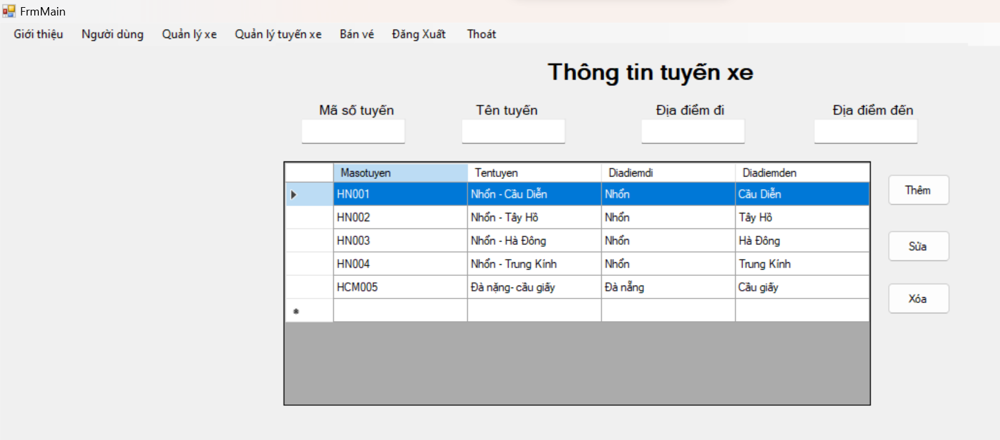 FrmMain
Giới thiệu Người dùng Quản lý xe Quản lý tuyến xe Bán vé Đăng Xuất Thoát
Thông tin tuyến xe
Mã số tuyến Tên tuyến Địa điểm đi Địa điểm đến
Masotuyen Tentuyen Diadiemdi Diadiemden
HN001 Nhổn - Cầu Diễn Nhổn Cầu Diễn
HN002 Nhổn - Tây Hồ Nhổn Tây Hồ
HN003 Nhổn - Hà Đông Nhổn Hà Đông
HN004 Nhổn - Trung Kính Nhổn Trung Kính
HCM005 Đà nặng- cầu giấy Đà nẵng Cầu giấy
Thêm
Sửa
Xóa